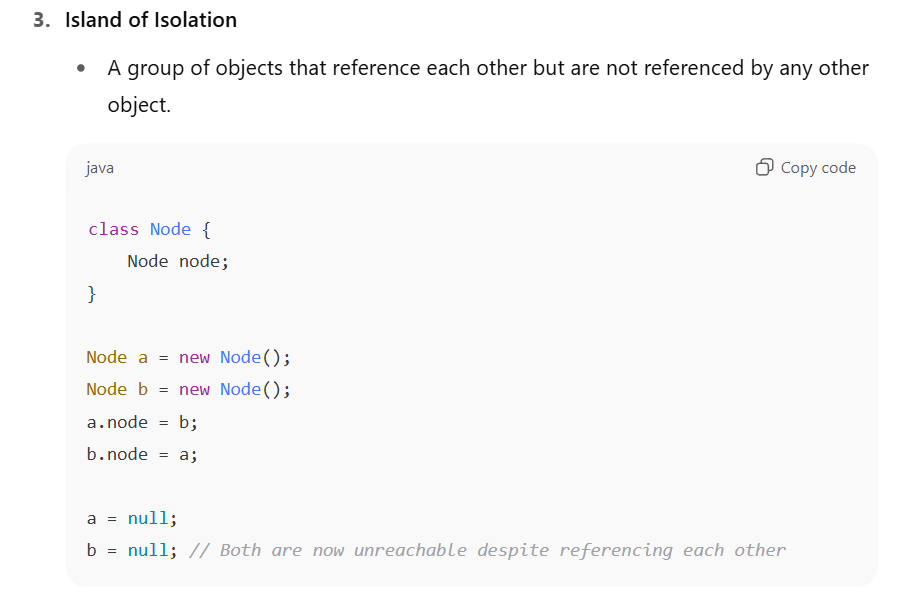 3. Island of Isolation
• A group of objects that reference each other but are not referenced by any other
object.
java
Copy code
class Node {
    Node node;
}
Node a = new Node();
Node b = new Node();
a.node = b;
b.node = a;
a = null;
b = null; // Both are now unreachable despite referencing each other